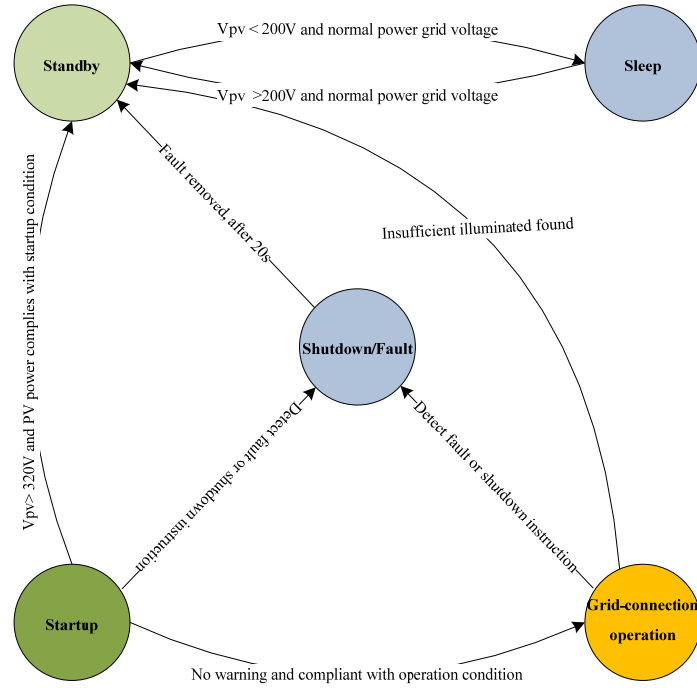 Vpv < 200V and normal power grid voltage
Standby
Sleep
Vpv >200V and normal power grid voltage
Fault removed, after 20s
Insufficient illuminated found
Vpv> 320V and PV power complies with startup condition
Shutdown/Fault
Detect fault or shutdown instruction
Detect fault or shutdown instruction
Startup
Grid-connection
operation
No warning and compliant with operation condition